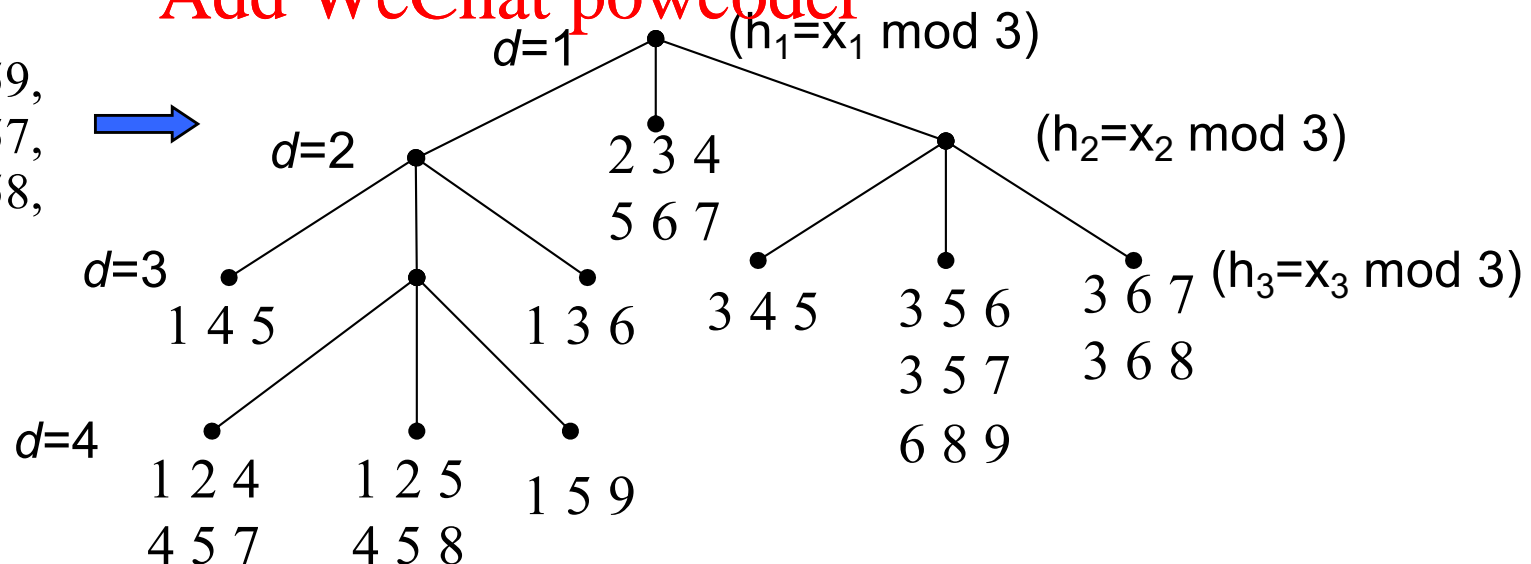 Add WeChat powcoder
d=1 (h₁=x₁ mod 3)
9,
7,
8,
d=2 (h₂=x₂ mod 3)
2 3 4
5 6 7
d=3 (h₃=x₃ mod 3)
1 4 5
1 3 6
3 4 5
3 5 6
3 5 7
6 8 9
3 6 7
3 6 8
d=4
1 2 4
4 5 7
1 2 5
4 5 8
1 5 9